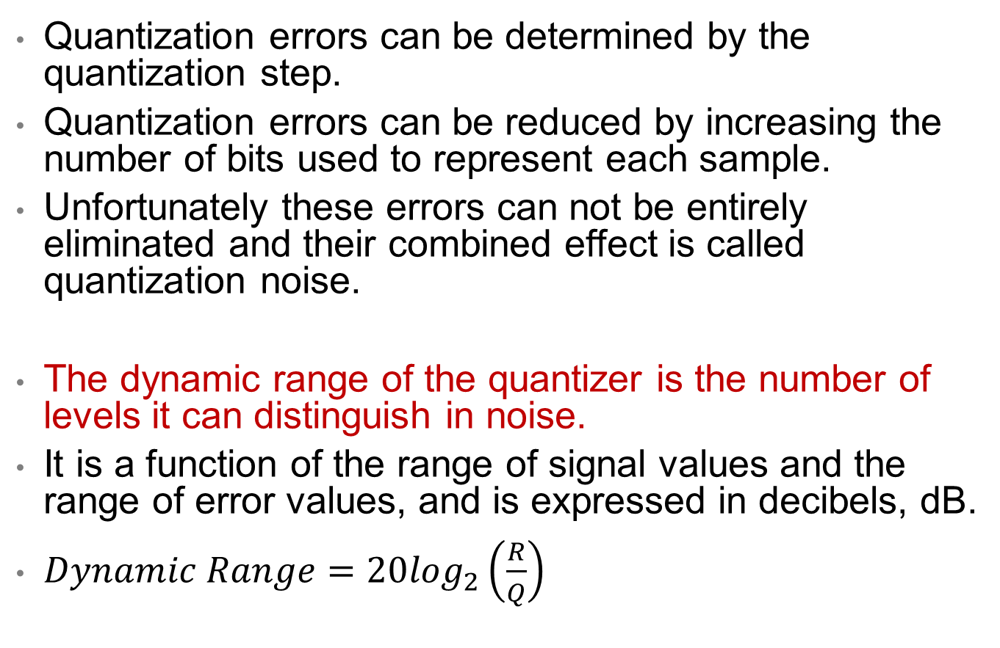 • Quantization errors can be determined by the
quantization step.
• Quantization errors can be reduced by increasing the
number of bits used to represent each sample.
• Unfortunately these errors can not be entirely
eliminated and their combined effect is called
quantization noise.
• The dynamic range of the quantizer is the number of
levels it can distinguish in noise.
• It is a function of the range of signal values and the
range of error values, and is expressed in decibels, dB.
• Dynamic Range = 20log₂ (R/Q)